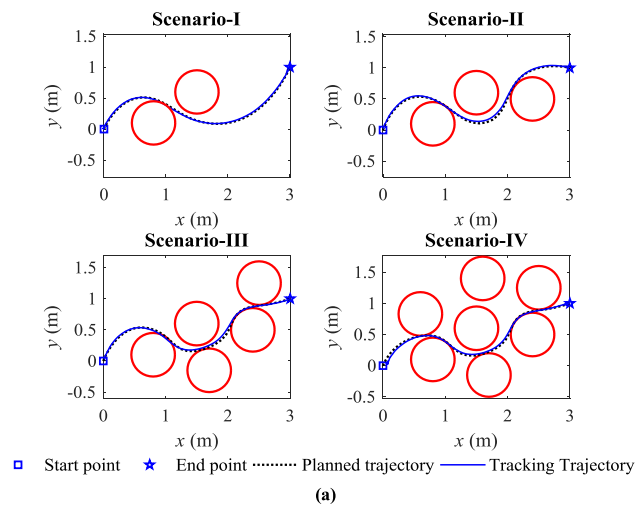 Scenario-I
Scenario-II
1.5
1
0.5
0
-0.5
y (m)
0
1
2
3
x (m)
1.5
1
0.5
0
-0.5
y (m)
0
1
2
3
x (m)
Scenario-III
Scenario-IV
1.5
1
0.5
0
-0.5
y (m)
0
1
2
3
x (m)
1.5
1
0.5
0
-0.5
y (m)
0
1
2
3
x (m)
Start point
End point
Planned trajectory
Tracking Trajectory
(a)